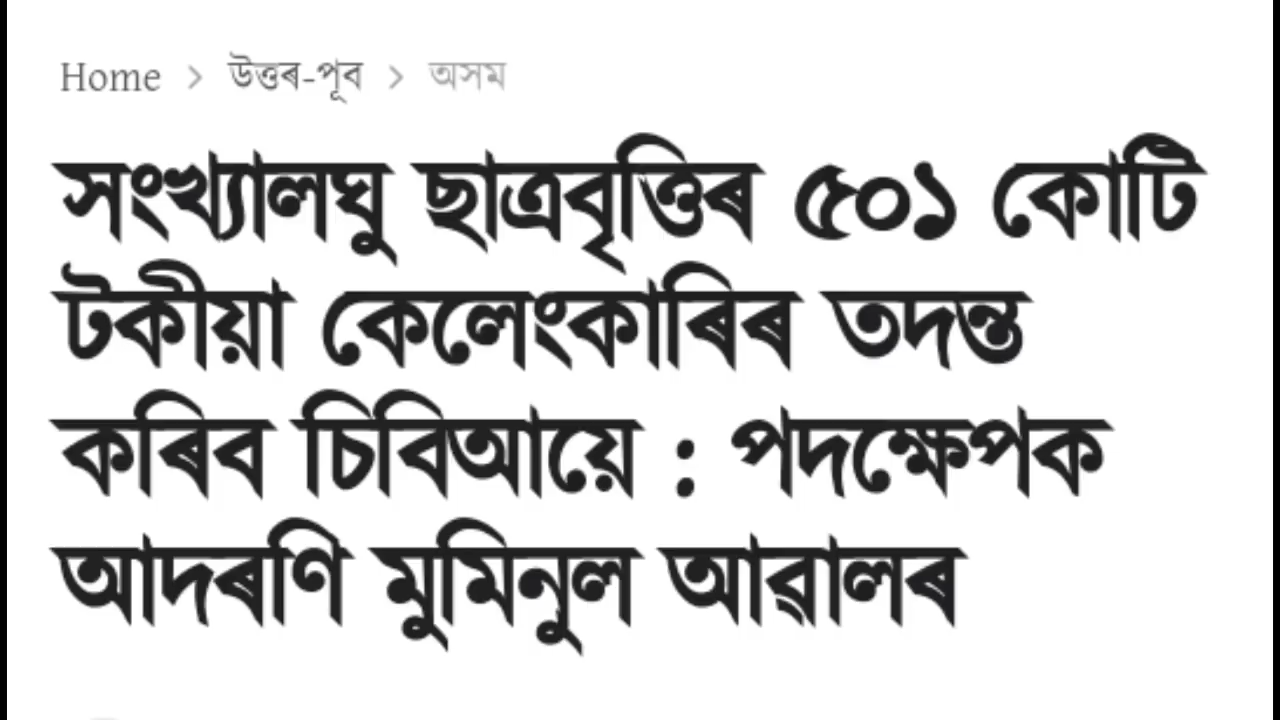 Home > উত্তৰ-পূব > অসম
সংখ্যালঘু ছাত্ৰবৃত্তিৰ ৫০১ কোটি
টকীয়া কেলেংকাৰিৰ তদন্ত
কৰিব চিবিআয়ে : পদক্ষেপক
আদৰণি মুমিনুল আৱালৰ